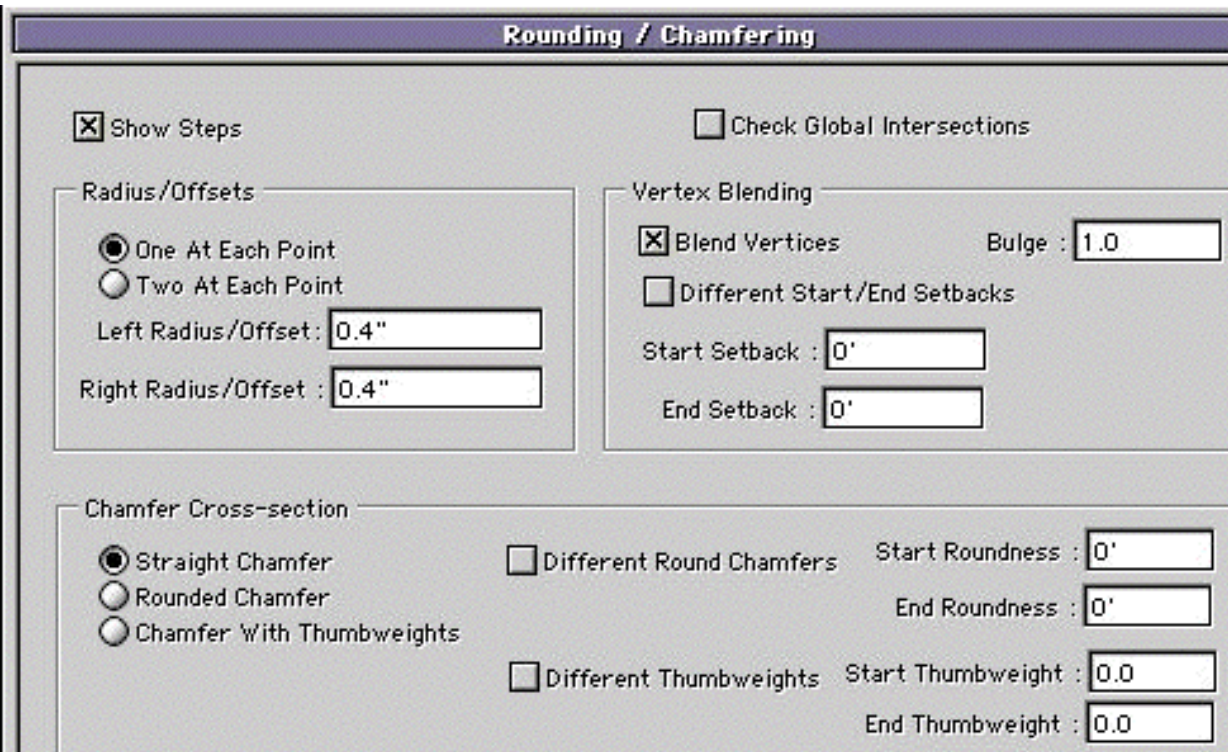 Rounding / Chamfering
Show Steps
Check Global Intersections
Radius/Offsets
One At Each Point
Two At Each Point
Left Radius/Offset: 0.4"
Right Radius/Offset : 0.4"
Vertex Blending
Blend Vertices
Bulge : 1.0
Different Start/End Setbacks
Start Setback : 0'
End Setback : 0'
Chamfer Cross-section
Straight Chamfer
Rounded Chamfer
Chamfer With Thumbweights
Different Round Chamfers
Start Roundness : 0'
End Roundness : 0'
Different Thumbweights
Start Thumbweight : 0.0
End Thumbweight : 0.0